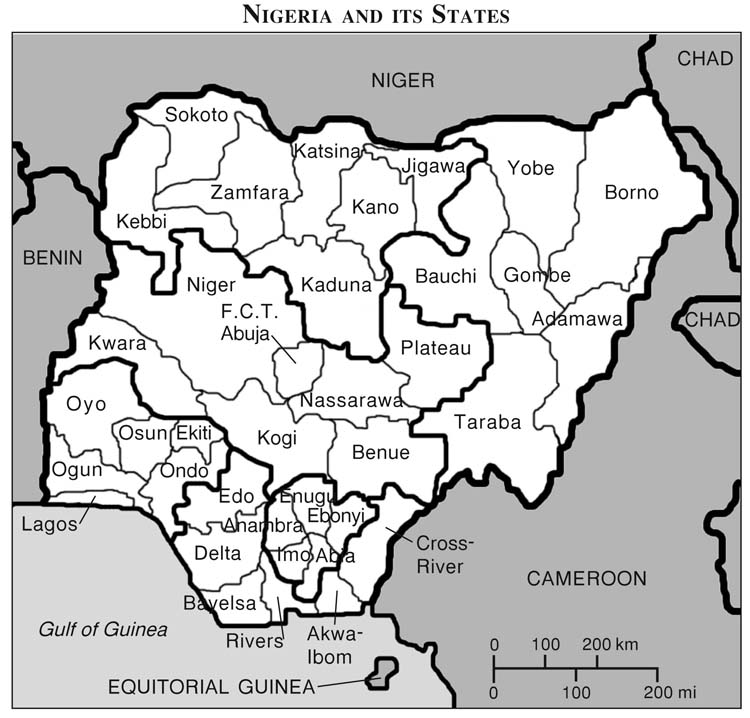 NIGERIA AND ITS STATES
CHAD
NIGER
Sokoto
Katsina
Jigawa
Yobe
Zamfara
Borno
Kano
Kebbi
BENIN
Niger
Kaduna
Bauchi
Gombe
F.C.T.
Abuja
Adamawa
CHAD
Kwara
Plateau
Oyo
Nassarawa
Taraba
Osun
Ekiti
Kogi
Benue
Ogun
Ondo
Edo
Enugu
Ebonyi
Lagos
Anambra
Cross-
River
Delta
Imo
Abia
CAMEROON
Bayelsa
Gulf of Guinea
Rivers
Akwa-
Ibom
0 100 200 km
EQUITORIAL GUINEA
0 100 200 mi